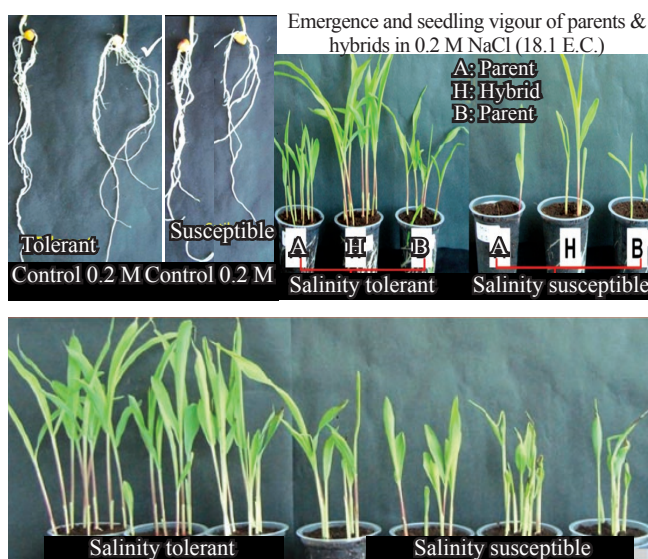 Emergence and seedling vigour of parents &
hybrids in 0.2 M NaCl (18.1 E.C.)
A: Parent
H: Hybrid
B: Parent
Tolerant
Susceptible
Control 0.2 M Control 0.2 M
A H B
A H B
Salinity tolerant
Salinity susceptible
Salinity tolerant
Salinity susceptible